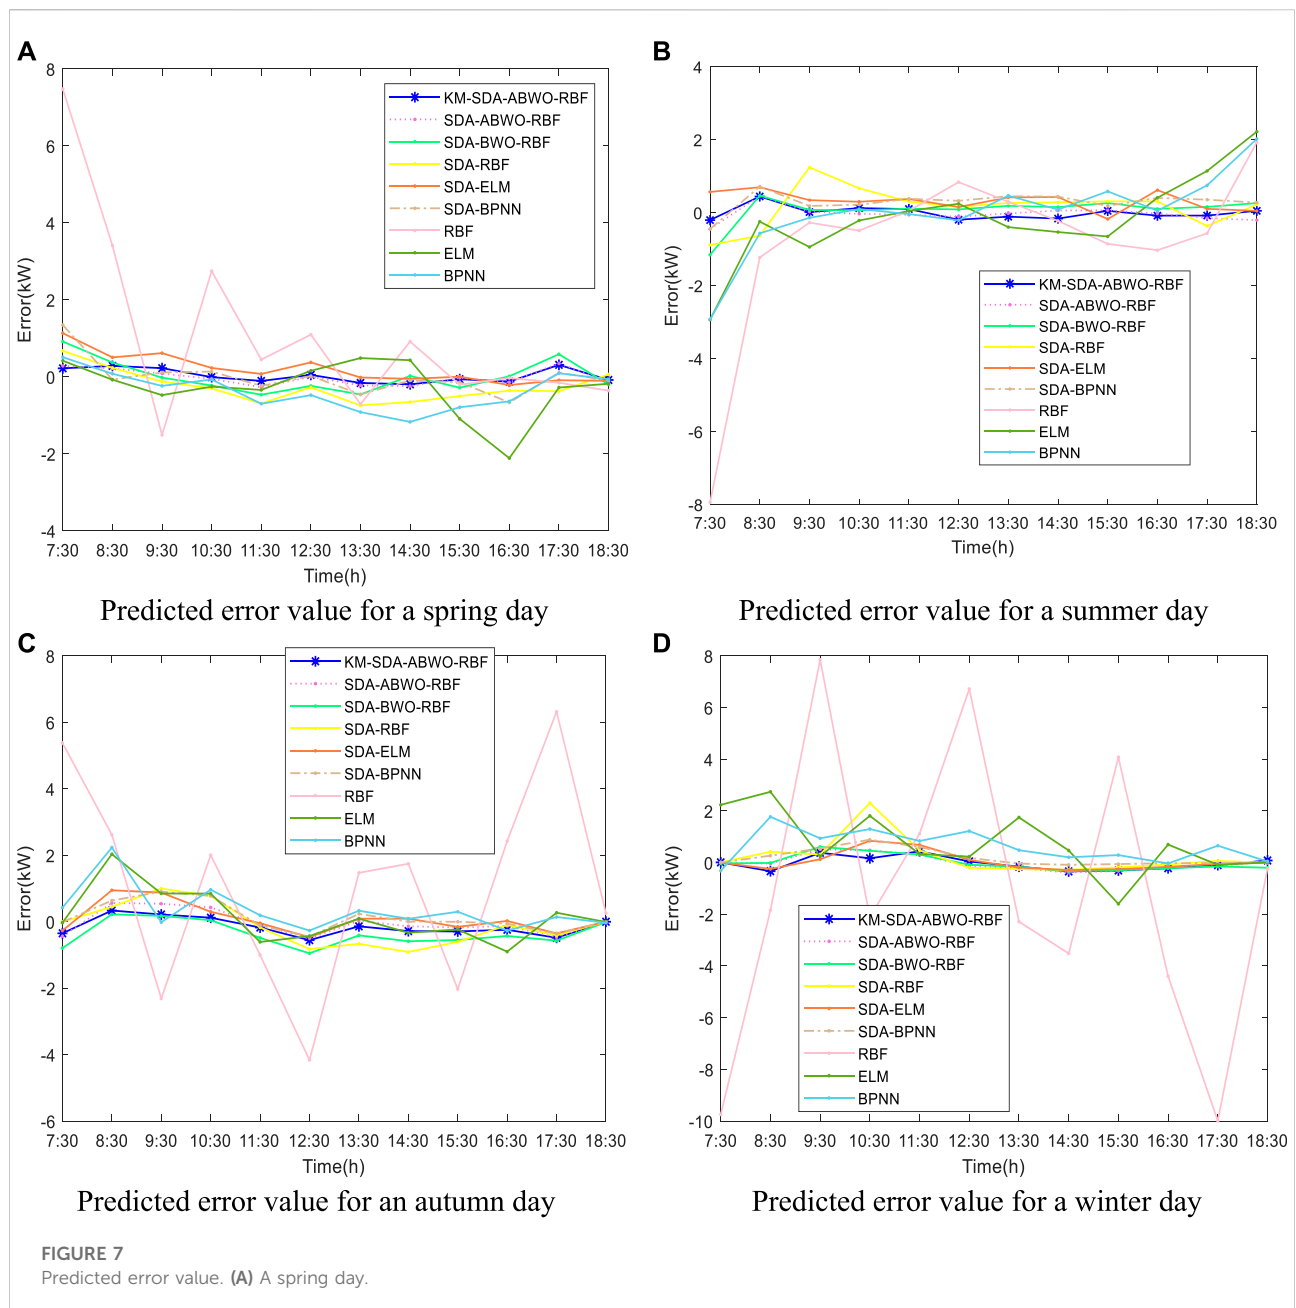 A
8
6
4
2
0
-2
-4
Error(kW)
KM-SDA-ABWO-RBF
SDA-ABWO-RBF
SDA-BWO-RBF
SDA-RBF
SDA-ELM
SDA-BPNN
RBF
ELM
BPNN
7:30 8:30 9:30 10:30 11:30 12:30 13:30 14:30 15:30 16:30 17:30 18:30
Time(h)
Predicted error value for a spring day
B
4
2
0
-2
-4
-6
-8
Error(kW)
KM-SDA-ABWO-RBF
SDA-ABWO-RBF
SDA-BWO-RBF
SDA-RBF
SDA-ELM
SDA-BPNN
RBF
ELM
BPNN
7:30 8:30 9:30 10:30 11:30 12:30 13:30 14:30 15:30 16:30 17:30 18:30
Time(h)
Predicted error value for a summer day
C
8
6
4
2
0
-2
-4
-6
Error(kW)
KM-SDA-ABWO-RBF
SDA-ABWO-RBF
SDA-BWO-RBF
SDA-RBF
SDA-ELM
SDA-BPNN
RBF
ELM
BPNN
7:30 8:30 9:30 10:30 11:30 12:30 13:30 14:30 15:30 16:30 17:30 18:30
Time(h)
Predicted error value for an autumn day
D
8
6
4
2
0
-2
-4
-6
-8
-10
Error(kW)
KM-SDA-ABWO-RBF
SDA-ABWO-RBF
SDA-BWO-RBF
SDA-RBF
SDA-ELM
SDA-BPNN
RBF
ELM
BPNN
7:30 8:30 9:30 10:30 11:30 12:30 13:30 14:30 15:30 16:30 17:30 18:30
Time(h)
Predicted error value for a winter day
FIGURE 7
Predicted error value. (A) A spring day.